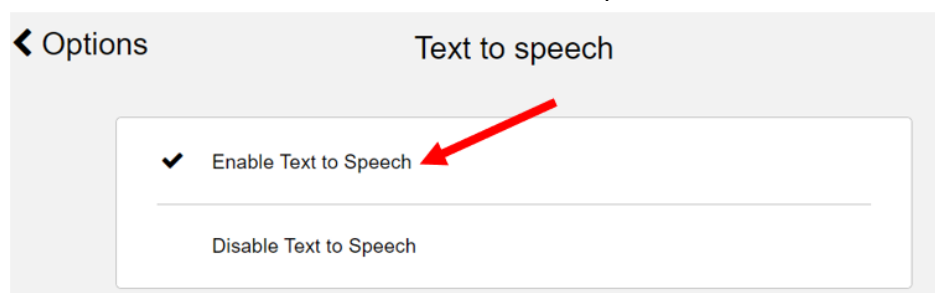 Options
Text to speech
Enable Text to Speech
Disable Text to Speech